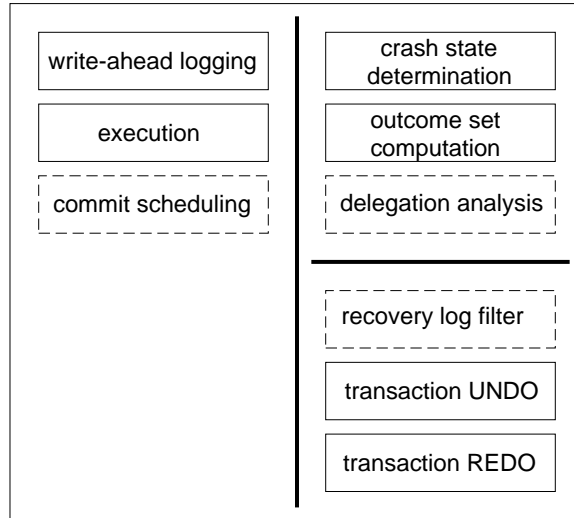 write-ahead logging
execution
commit scheduling
crash state
determination
outcome set
computation
delegation analysis
recovery log filter
transaction UNDO
transaction REDO